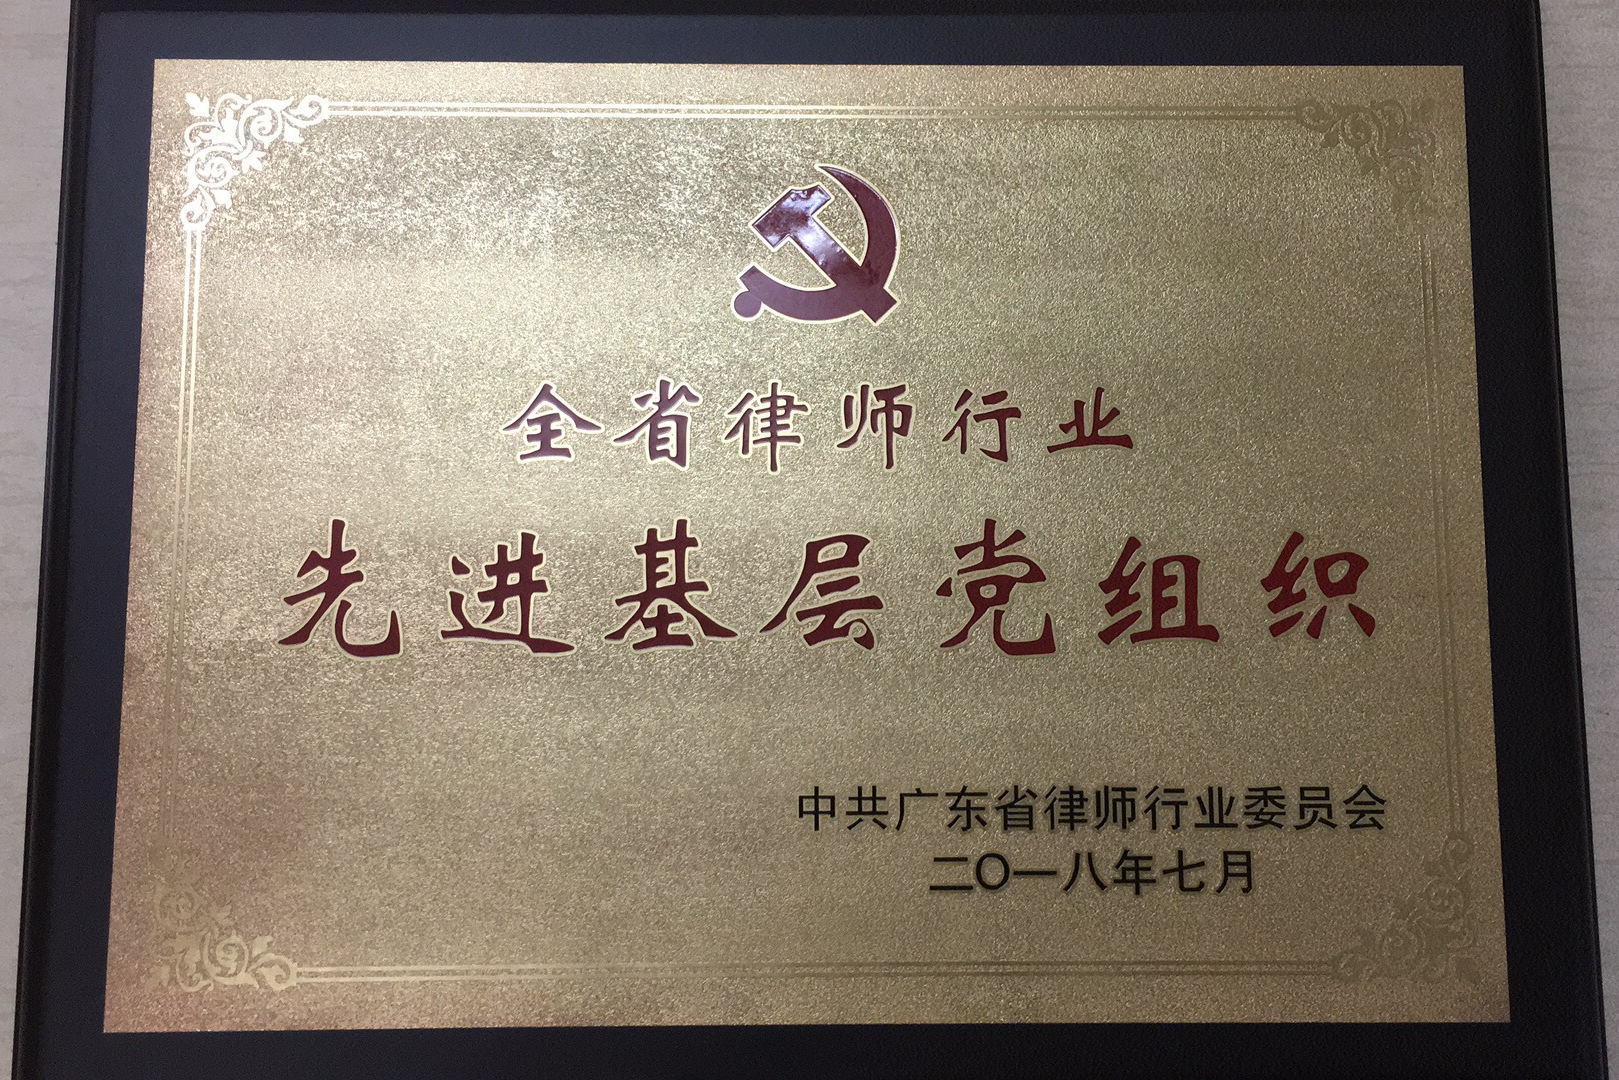 全省律师行业
先进基层党组织
中共广东省律师行业委员会
二〇一八年七月